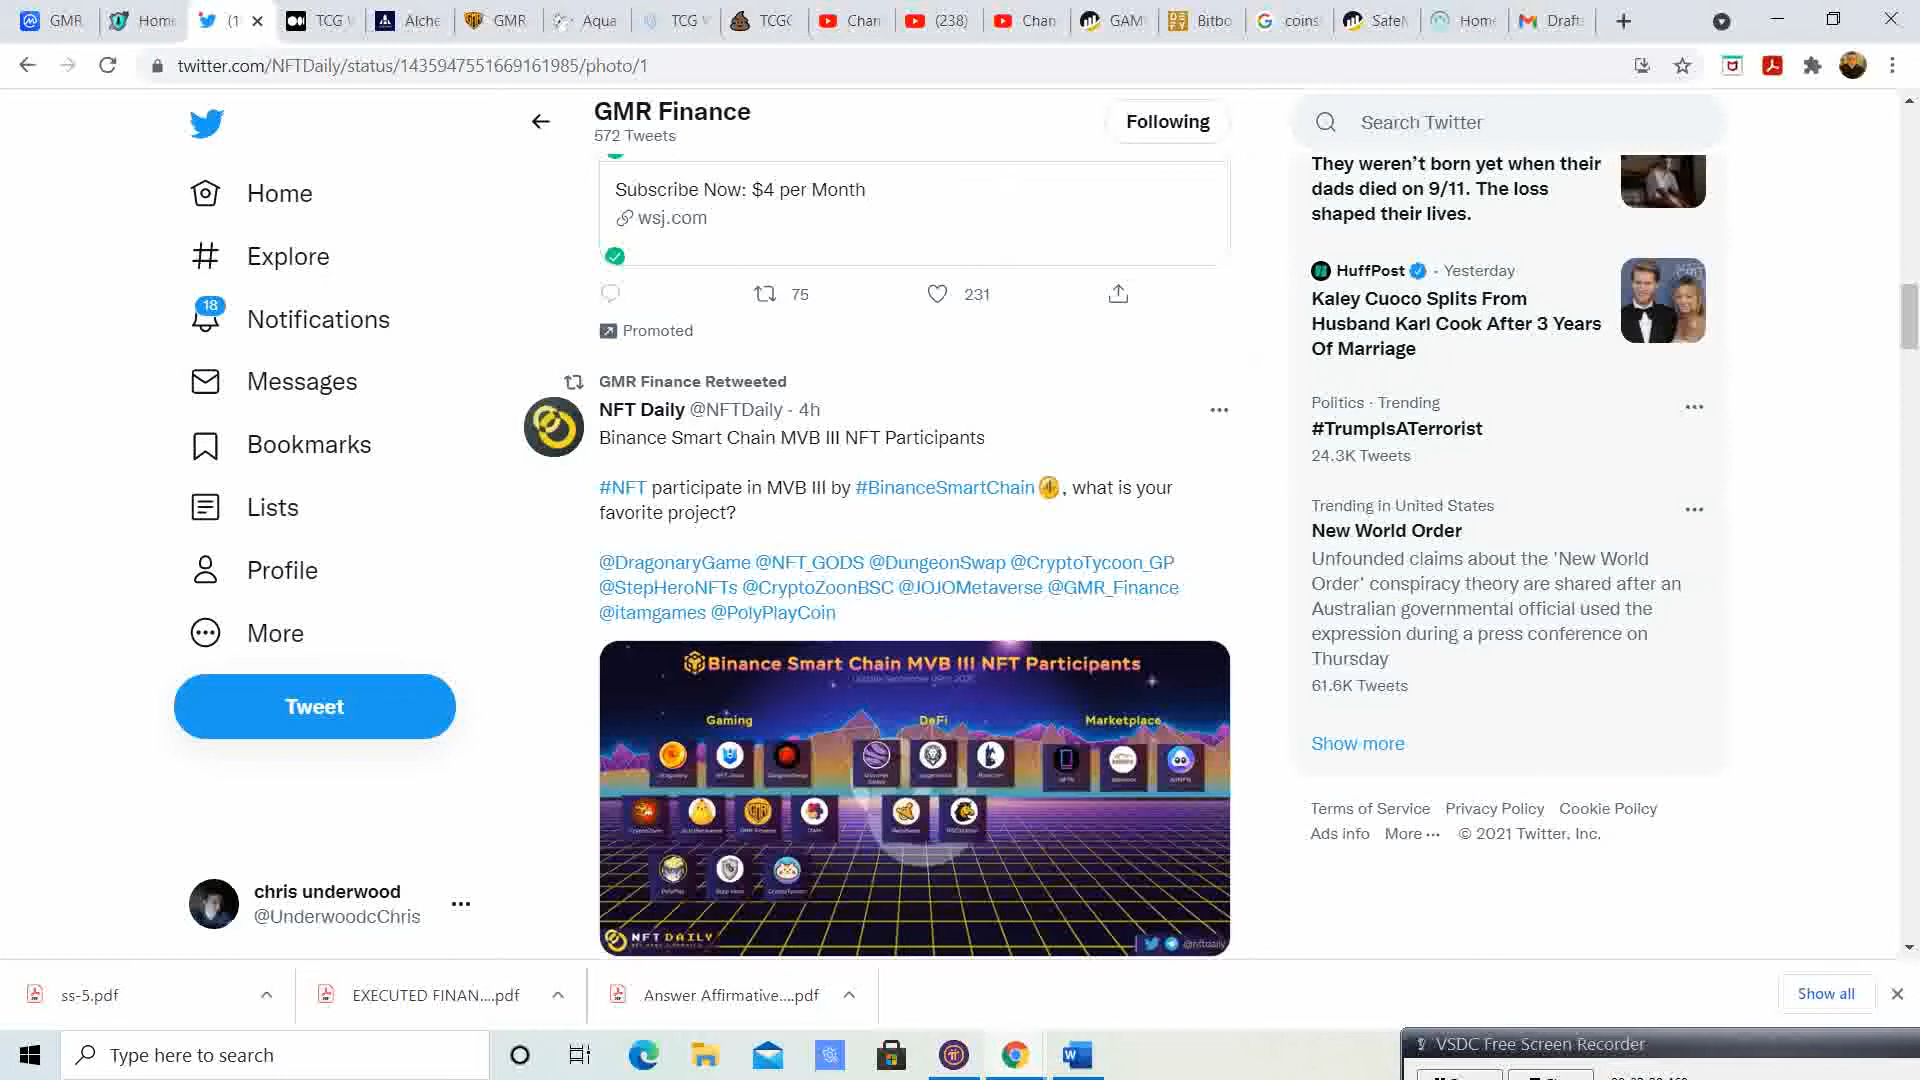 GMR
Home
(1
TCG
Alche
GMR
Aqua
TCG
TCGC
Chan
(238)
Chan
GAM
Bitbo
coins
SafeM
Home
Draft
twitter.com/NFTDaily/status/1435947551669161985/photo/1
Home
Explore
18
Notifications
Messages
Bookmarks
Lists
Profile
More
Tweet
chris underwood
@UnderwoodcChris
GMR Finance
572 Tweets
Following
Subscribe Now: $4 per Month
wsj.com
75
231
Promoted
GMR Finance Retweeted
NFT Daily @NFTDaily · 4h
Binance Smart Chain MVB III NFT Participants
#NFT participate in MVB III by #BinanceSmartChain, what is your
favorite project?
@DragonaryGame @NFT_GODS @DungeonSwap @CryptoTycoon_GP
@StepHeroNFTs @CryptoZoonBSC @JOJOMetaverse @GMR_Finance
@itamgames @PolyPlayCoin
Binance Smart Chain MVB III NFT Participants
Gaming
DeFi
Marketplace
NFT DAILY
@nftdaily
Search Twitter
They weren't born yet when their
dads died on 9/11. The loss
shaped their lives.
HuffPost · Yesterday
Kaley Cuoco Splits From
Husband Karl Cook After 3 Years
Of Marriage
Politics · Trending
#TrumpIsATerrorist
24.3K Tweets
Trending in United States
New World Order
Unfounded claims about the 'New World
Order' conspiracy theory are shared after an
Australian governmental official used the
expression during a press conference on
Thursday
61.6K Tweets
Show more
Terms of Service Privacy Policy Cookie Policy
Ads info More ··· © 2021 Twitter, Inc.
ss-5.pdf
EXECUTED FINAN....pdf
Answer Affirmative....pdf
Show all
Type here to search
VSDC Free Screen Recorder